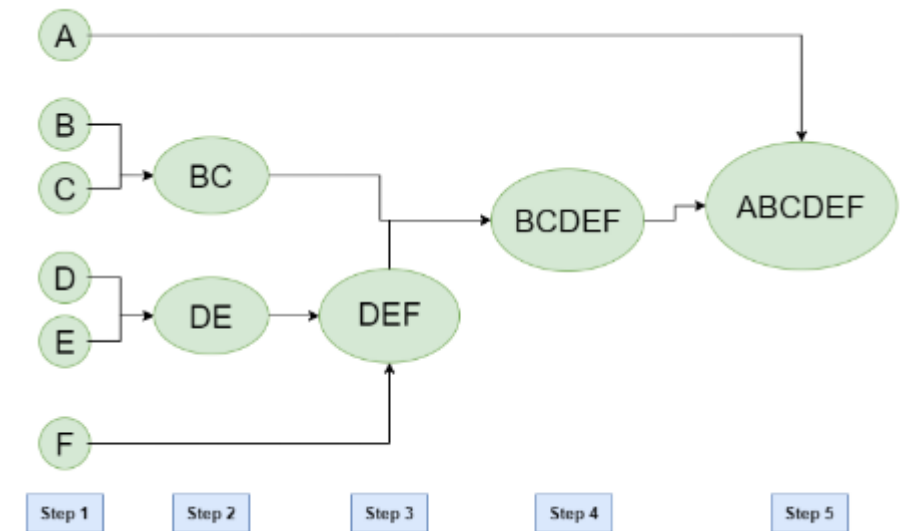 A
B
C
BC
D
E
DE
DEF
F
BCDEF
ABCDEF
Step 1
Step 2
Step 3
Step 4
Step 5